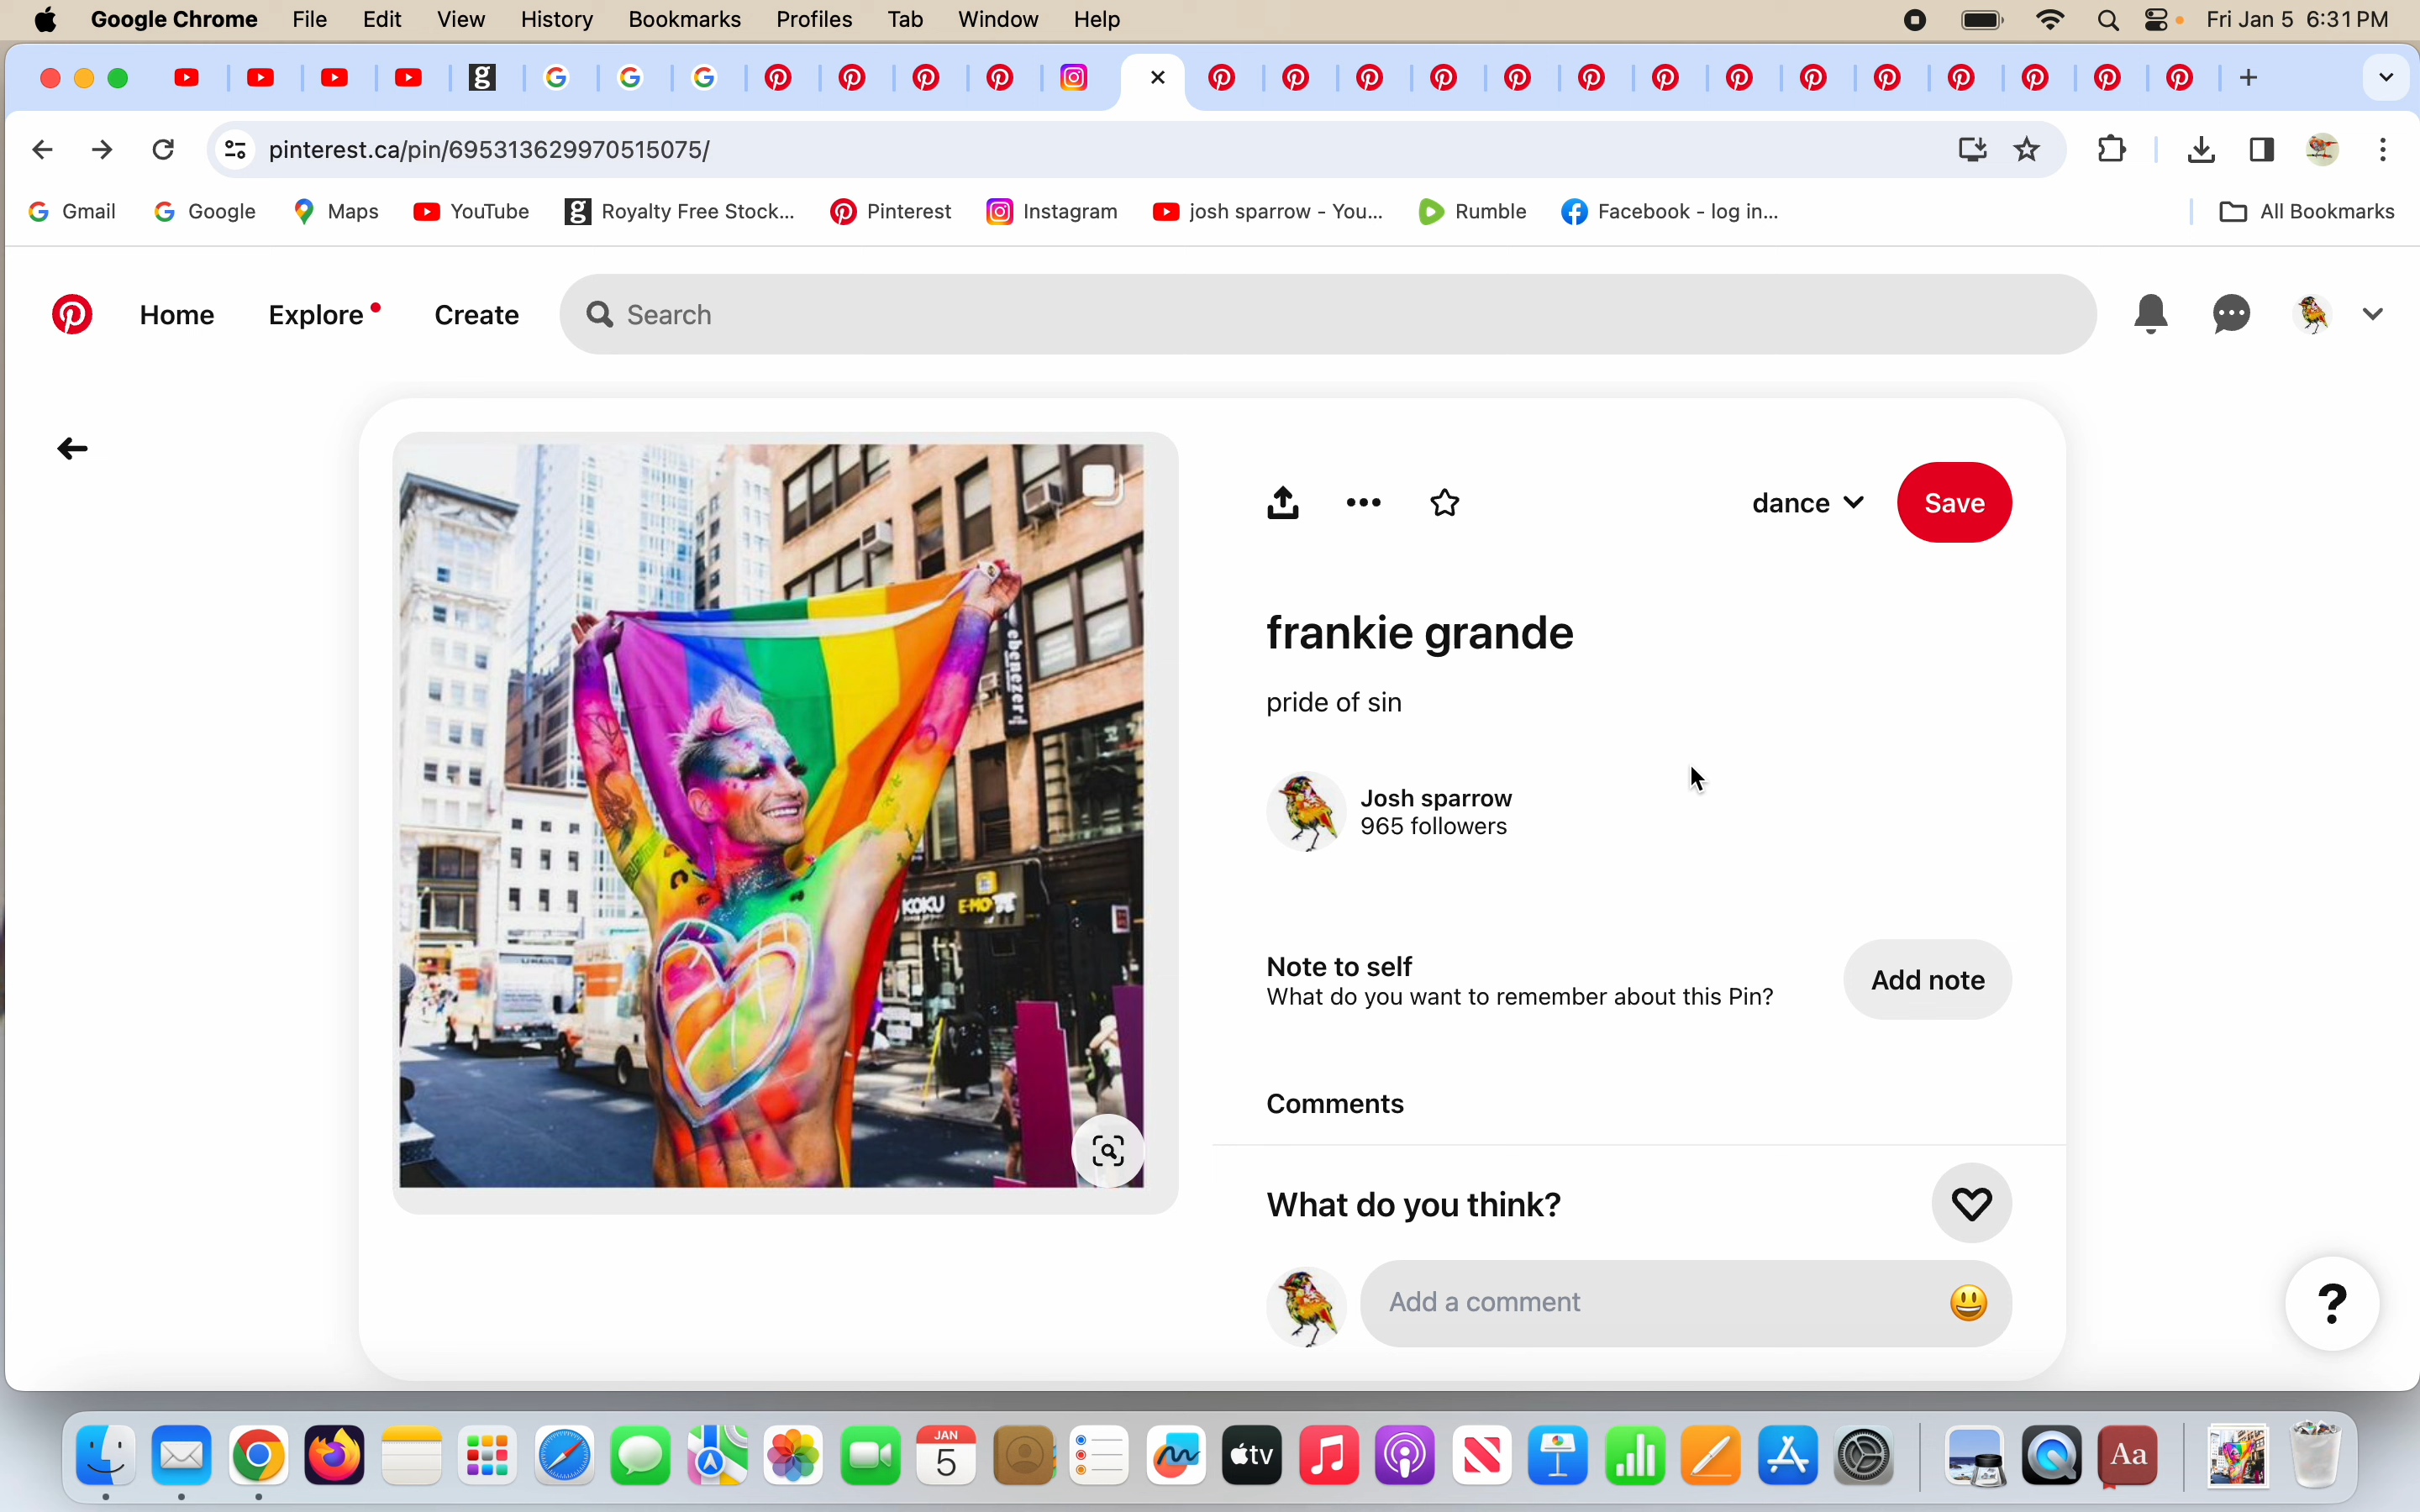 Google Chrome File Edit View History Bookmarks Profiles Tab Window Help Fri Jan 5 6:31 PM
pinterest.ca/pin/695313629970515075/
Gmail Google Maps YouTube Royalty Free Stock... Pinterest Instagram josh sparrow - You... Rumble Facebook - log in... All Bookmarks
Home Explore Create Search
dance Save
frankie grande
pride of sin
Josh sparrow
965 followers
Note to self
What do you want to remember about this Pin?
Add note
Comments
What do you think?
Add a comment
?
ebenezer
KOKU
U-HAUL
tv
JAN
5
Aa